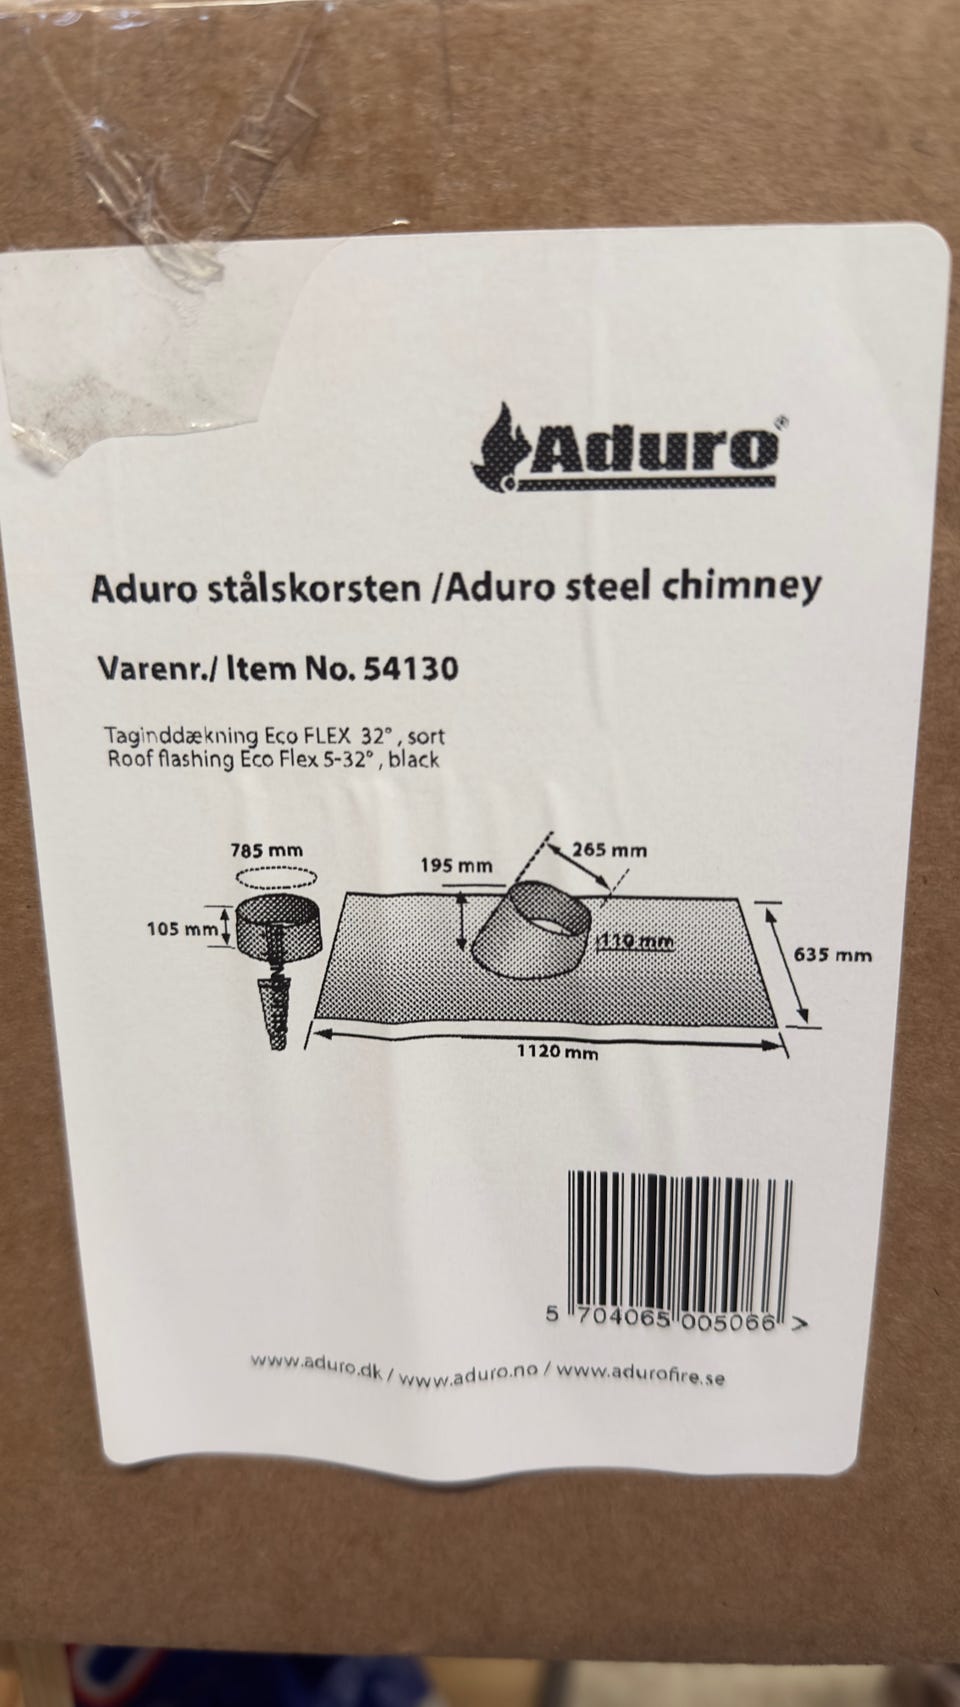 Aduro®
Aduro stålskorsten /Aduro steel chimney
Varenr./ Item No. 54130
Taginddækning Eco FLEX 32°, sort
Roof flashing Eco Flex 5-32°, black
785 mm
195 mm
265 mm
105 mm
110 mm
635 mm
1120 mm
5 704065 005066 >
www.aduro.dk / www.aduro.no / www.adurofire.se